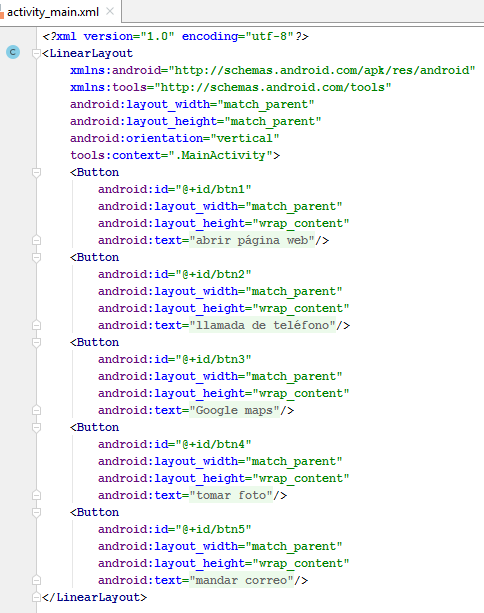 activity_main.xml
<?xml version="1.0" encoding="utf-8"?>
C <LinearLayout
xmlns:android="http://schemas.android.com/apk/res/android"
xmlns:tools="http://schemas.android.com/tools"
android:layout_width="match_parent"
android:layout_height="match_parent"
android:orientation="vertical"
tools:context=".MainActivity">
<Button
android:id="@+id/btn1"
android:layout_width="match_parent"
android:layout_height="wrap_content"
android:text="abrir página web"/>
<Button
android:id="@+id/btn2"
android:layout_width="match_parent"
android:layout_height="wrap_content"
android:text="llamada de teléfono"/>
<Button
android:id="@+id/btn3"
android:layout_width="match_parent"
android:layout_height="wrap_content"
android:text="Google maps"/>
<Button
android:id="@+id/btn4"
android:layout_width="match_parent"
android:layout_height="wrap_content"
android:text="tomar foto"/>
<Button
android:id="@+id/btn5"
android:layout_width="match_parent"
android:layout_height="wrap_content"
android:text="mandar correo"/>
</LinearLayout>